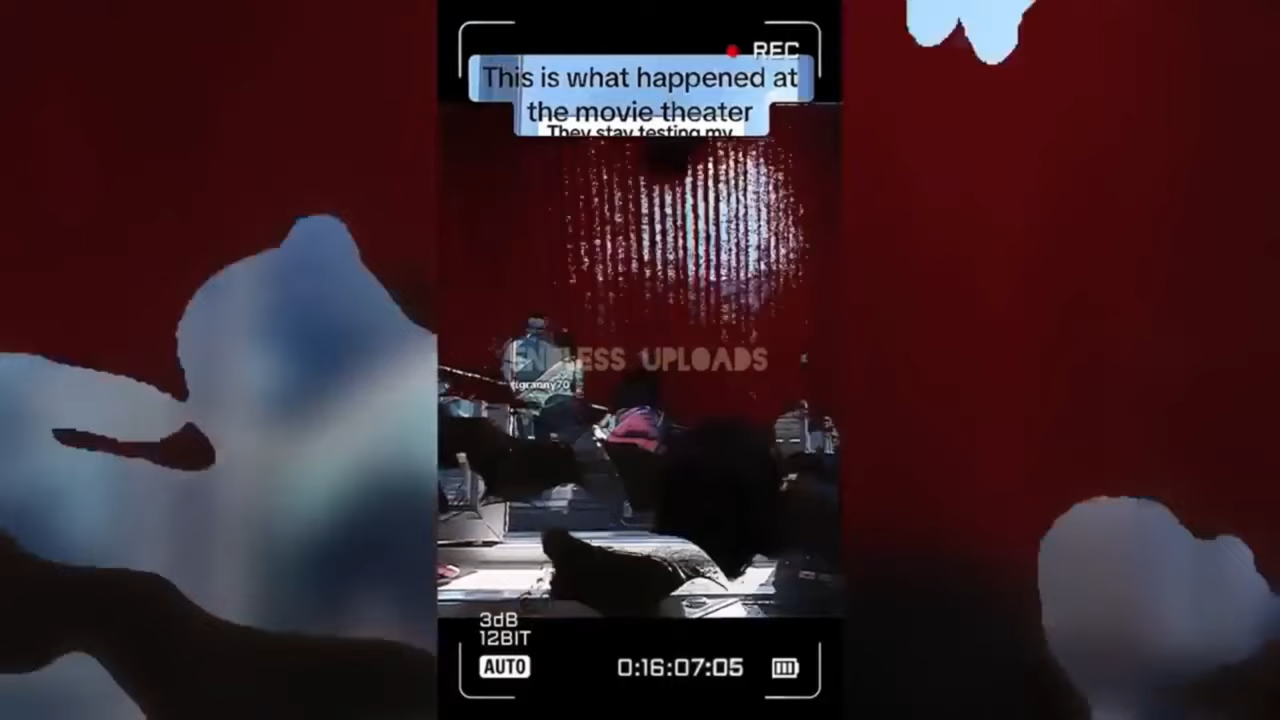 REC
This is what happened at
the movie theater
They stay testing my
ENDLESS UPLOADS
3dB
12BIT
AUTO
0:16:07:05